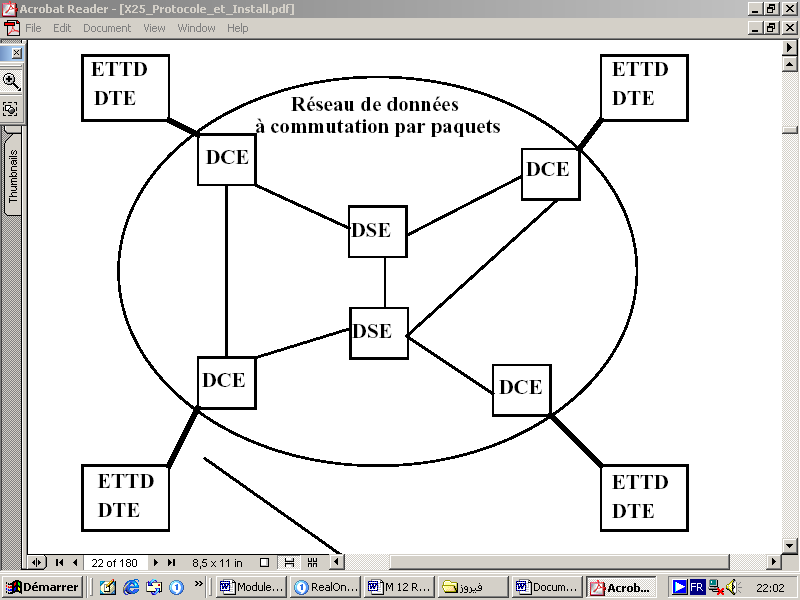 Acrobat Reader - [X25_Protocole_et_Install.pdf]
File Edit Document View Window Help
Thumbnails
ETTD
DTE
ETTD
DTE
Réseau de données
à commutation par paquets
DCE
DCE
DSE
DSE
DCE
DCE
ETTD
DTE
ETTD
DTE
22 of 180
8,5 x 11 in
Démarrer
»
Module...
RealOn...
M 12 R...
فيروز
Docum...
Acrob...
FR
22:02